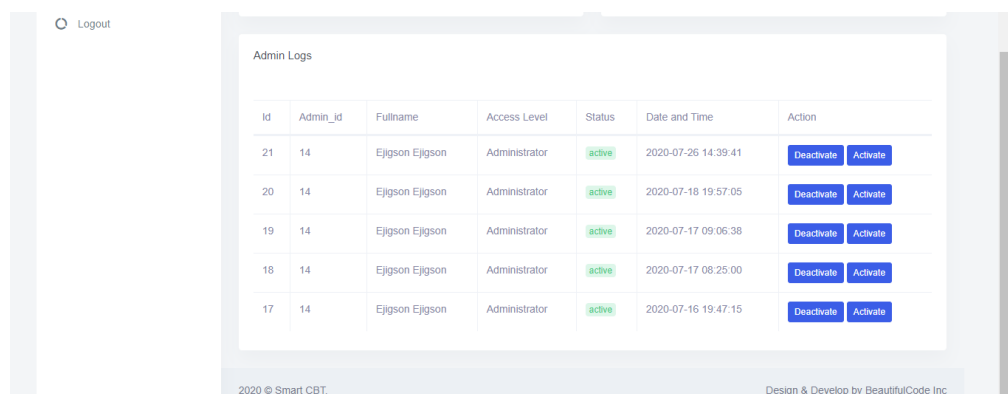 Logout
Admin Logs
Id Admin_id Fullname Access Level Status Date and Time Action
21 14 Ejigson Ejigson Administrator active 2020-07-26 14:39:41 Deactivate Activate
20 14 Ejigson Ejigson Administrator active 2020-07-18 19:57:05 Deactivate Activate
19 14 Ejigson Ejigson Administrator active 2020-07-17 09:06:38 Deactivate Activate
18 14 Ejigson Ejigson Administrator active 2020-07-17 08:25:00 Deactivate Activate
17 14 Ejigson Ejigson Administrator active 2020-07-16 19:47:15 Deactivate Activate
2020 © Smart CBT. Design & Develop by BeautifulCode Inc